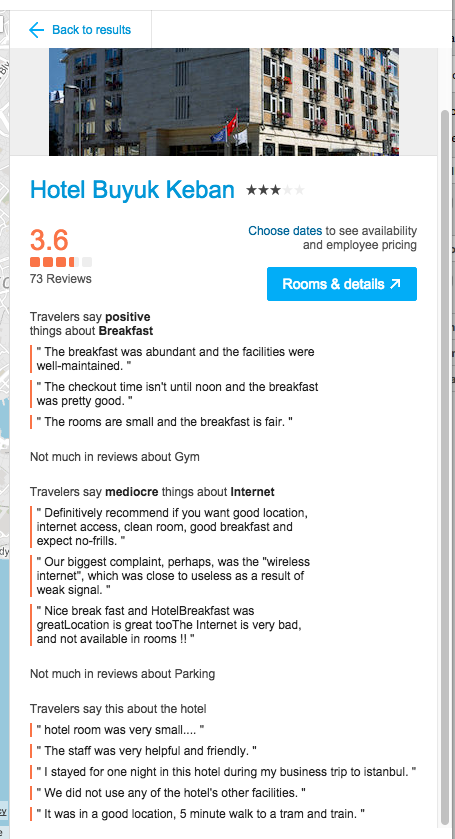 Back to results
Hotel Buyuk Keban
3.6
73 Reviews
Choose dates to see availability
and employee pricing
Rooms & details
Travelers say positive
things about Breakfast
" The breakfast was abundant and the facilities were
well-maintained. "
" The checkout time isn't until noon and the breakfast
was pretty good. "
" The rooms are small and the breakfast is fair. "
Not much in reviews about Gym
Travelers say mediocre things about Internet
" Definitively recommend if you want good location,
internet access, clean room, good breakfast and
expect no-frills. "
" Our biggest complaint, perhaps, was the "wireless
internet", which was close to useless as a result of
weak signal. "
" Nice break fast and HotelBreakfast was
greatLocation is great tooThe Internet is very bad,
and not available in rooms !! "
Not much in reviews about Parking
Travelers say this about the hotel
" hotel room was very small.... "
" The staff was very helpful and friendly. "
" I stayed for one night in this hotel during my business trip to istanbul. "
" We did not use any of the hotel's other facilities. "
" It was in a good location, 5 minute walk to a tram and train. "